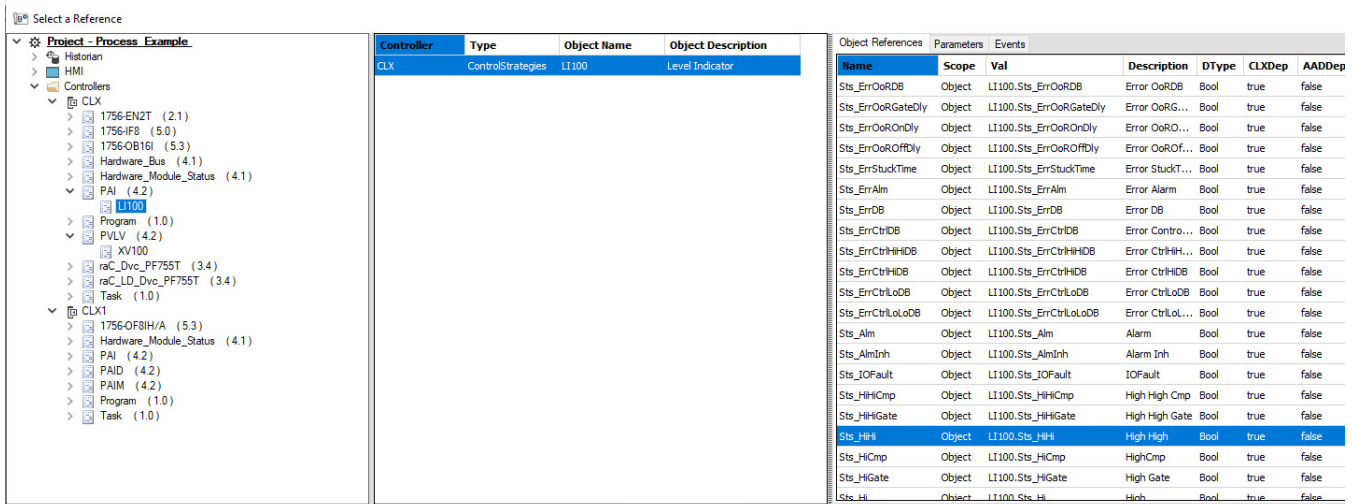 Select a Reference
Project - Process_Example
Historian
HMI
Controllers
CLX
1756-EN2T (2.1)
1756-IF8 (5.0)
1756-OB16I (5.3)
Hardware_Bus (4.1)
Hardware_Module_Status (4.1)
PAI (4.2)
LI100
Program (1.0)
PVLV (4.2)
XV100
raC_Dvc_PF755T (3.4)
raC_LD_Dvc_PF755T (3.4)
Task (1.0)
CLX1
1756-OF8IH/A (5.3)
Hardware_Module_Status (4.1)
PAI (4.2)
PAID (4.2)
PAIM (4.2)
Program (1.0)
Task (1.0)
Controller Type Object Name Object Description
CLX ControlStrategies LI100 Level Indicator
Object References Parameters Events
Name Scope Val Description DType CLXDep AADDep
Sts_ErrOoRDB Object LI100.Sts_ErrOoRDB Error OoRDB Bool true false
Sts_ErrOoRGateDly Object LI100.Sts_ErrOoRGateDly Error OoRG... Bool true false
Sts_ErrOoROnDly Object LI100.Sts_ErrOoROnDly Error OoRO... Bool true false
Sts_ErrOoROffDly Object LI100.Sts_ErrOoROffDly Error OoROf... Bool true false
Sts_ErrStuckTime Object LI100.Sts_ErrStuckTime Error StuckT... Bool true false
Sts_ErrAlm Object LI100.Sts_ErrAlm Error Alarm Bool true false
Sts_ErrDB Object LI100.Sts_ErrDB Error DB Bool true false
Sts_ErrCtrlDB Object LI100.Sts_ErrCtrlDB Error Contro... Bool true false
Sts_ErrCtrlHiHiDB Object LI100.Sts_ErrCtrlHiHiDB Error CtrlHiH... Bool true false
Sts_ErrCtrlHiDB Object LI100.Sts_ErrCtrlHiDB Error CtrlHiDB Bool true false
Sts_ErrCtrlLoDB Object LI100.Sts_ErrCtrlLoDB Error CtrlLoDB Bool true false
Sts_ErrCtrlLoLoDB Object LI100.Sts_ErrCtrlLoLoDB Error CtrlLoL... Bool true false
Sts_Alm Object LI100.Sts_Alm Alarm Bool true false
Sts_AlmInh Object LI100.Sts_AlmInh Alarm Inh Bool true false
Sts_IOFault Object LI100.Sts_IOFault IOFault Bool true false
Sts_HiHiCmp Object LI100.Sts_HiHiCmp High High Cmp Bool true false
Sts_HiHiGate Object LI100.Sts_HiHiGate High High Gate Bool true false
Sts_HiHi Object LI100.Sts_HiHi High High Bool true false
Sts_HiCmp Object LI100.Sts_HiCmp HighCmp Bool true false
Sts_HiGate Object LI100.Sts_HiGate High Gate Bool true false
Sts_Hi Object LI100.Sts_Hi High Bool true false